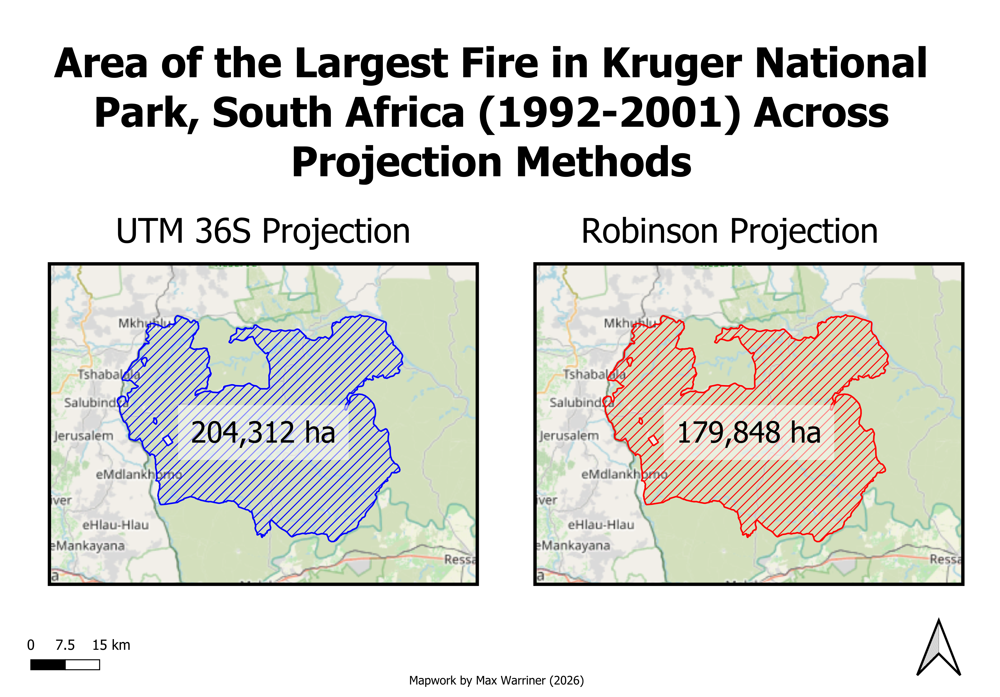 Area of the Largest Fire in Kruger National
Park, South Africa (1992-2001) Across
Projection Methods
UTM 36S Projection
Robinson Projection
Mkhuhlu
Tshabalala
Salubindza
Jerusalem
eMdlankhomo
iver
eHlau-Hlau
eMankayana
Ressa
a
204,312 ha
Mkhuhlu
Tshabalala
Salubindza
Jerusalem
eMdlankhomo
iver
eHlau-Hlau
eMankayana
Ressa
a
179,848 ha
0 7.5 15 km
Mapwork by Max Warriner (2026)